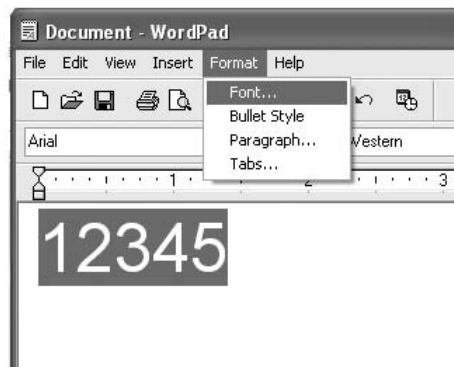 Document - WordPad
File Edit View Insert Format Help
Font...
Bullet Style
Paragraph...
Tabs...
Arial
Western
1 2 3
12345